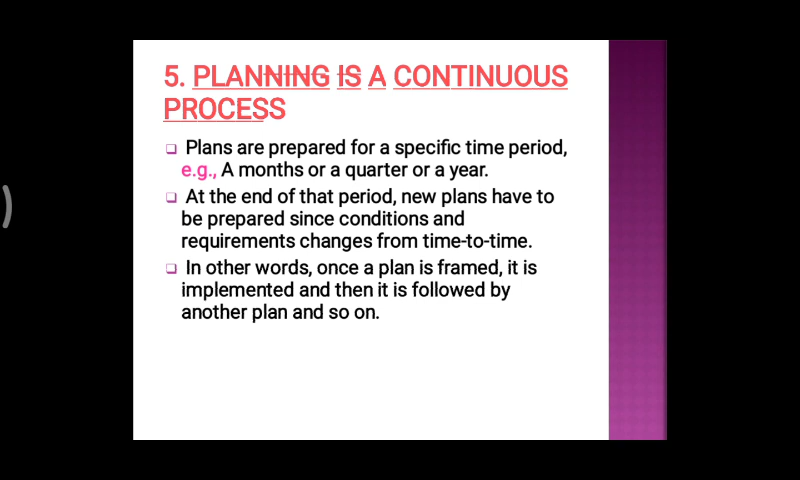 5. PLANNING IS A CONTINUOUS
PROCESS
❑ Plans are prepared for a specific time period,
e.g., A months or a quarter or a year.
❑ At the end of that period, new plans have to
be prepared since conditions and
requirements changes from time-to-time.
❑ In other words, once a plan is framed, it is
implemented and then it is followed by
another plan and so on.